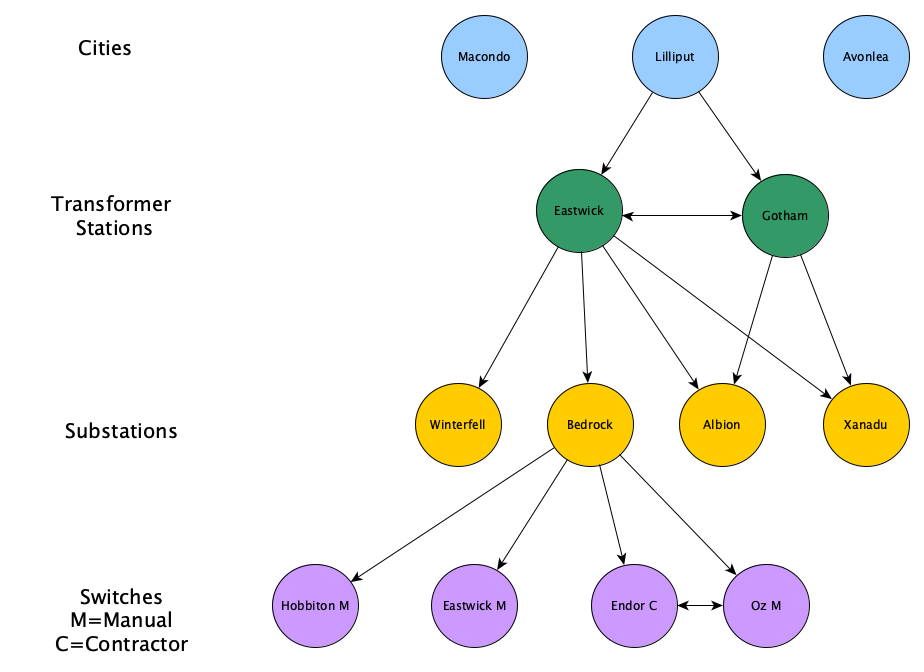 Cities
Macondo
Lilliput
Avonlea
Transformer
Stations
Eastwick
Gotham
Substations
Winterfell
Bedrock
Albion
Xanadu
Switches
M=Manual
C=Contractor
Hobbiton M
Eastwick M
Endor C
Oz M